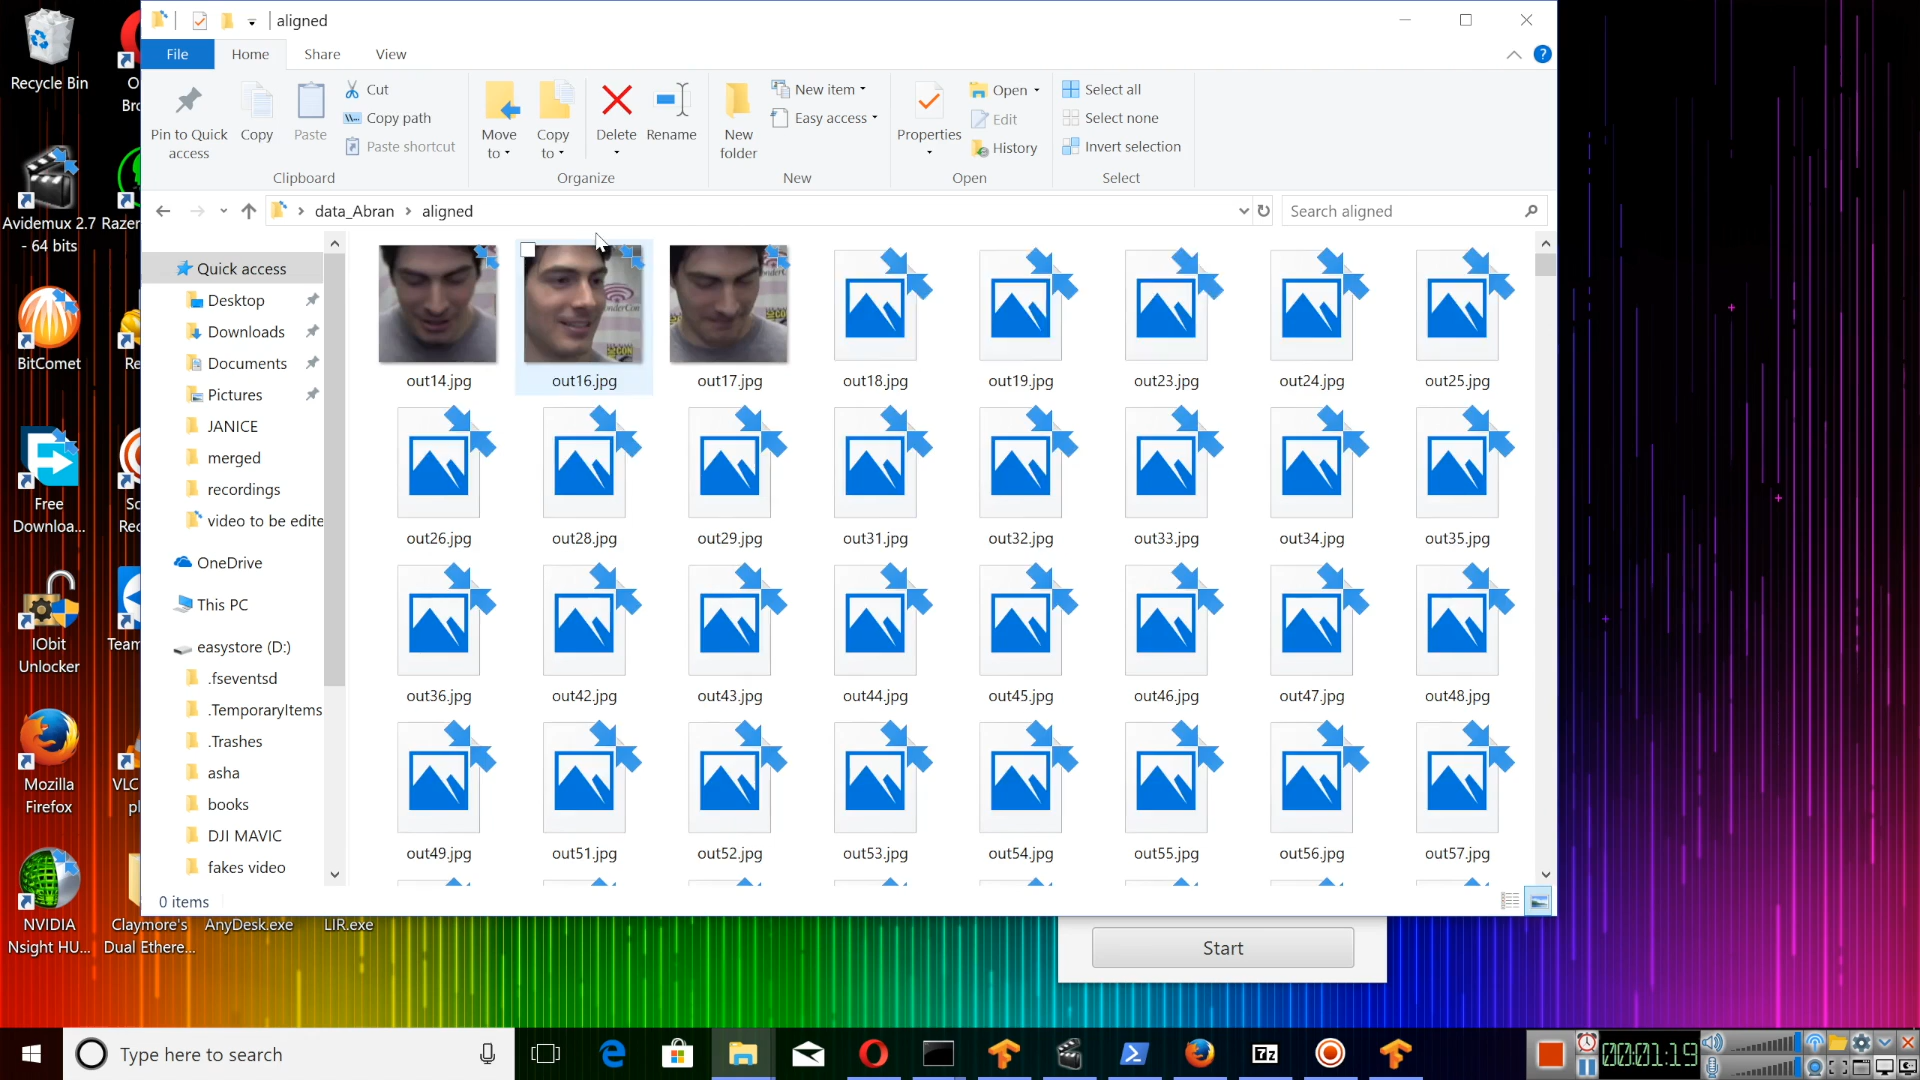 aligned
File
Home
Share
View
Pin to Quick
access
Copy
Paste
Cut
Copy path
Paste shortcut
Clipboard
Move
to
Copy
to
Delete
Rename
Organize
New
folder
New item
Easy access
New
Properties
Open
Edit
History
Open
Select all
Select none
Invert selection
Select
data_Abran
aligned
Search aligned
Quick access
Desktop
Downloads
Documents
Pictures
JANICE
merged
recordings
video to be edite
OneDrive
This PC
easystore (D:)
.fseventsd
.TemporaryItems
.Trashes
asha
books
DJI MAVIC
fakes video
out14.jpg
out16.jpg
out17.jpg
out18.jpg
out19.jpg
out23.jpg
out24.jpg
out25.jpg
out26.jpg
out28.jpg
out29.jpg
out31.jpg
out32.jpg
out33.jpg
out34.jpg
out35.jpg
out36.jpg
out42.jpg
out43.jpg
out44.jpg
out45.jpg
out46.jpg
out47.jpg
out48.jpg
out49.jpg
out51.jpg
out52.jpg
out53.jpg
out54.jpg
out55.jpg
out56.jpg
out57.jpg
0 items
Recycle Bin
Avidemux 2.7
- 64 bits
Razer
BitComet
Free
Downloa...
IObit
Unlocker
Team
Mozilla
Firefox
VLC
pl
NVIDIA
Nsight HU...
Claymore's
Dual Ethere...
AnyDesk.exe
LIR.exe
Start
Type here to search
7z
00:01:19